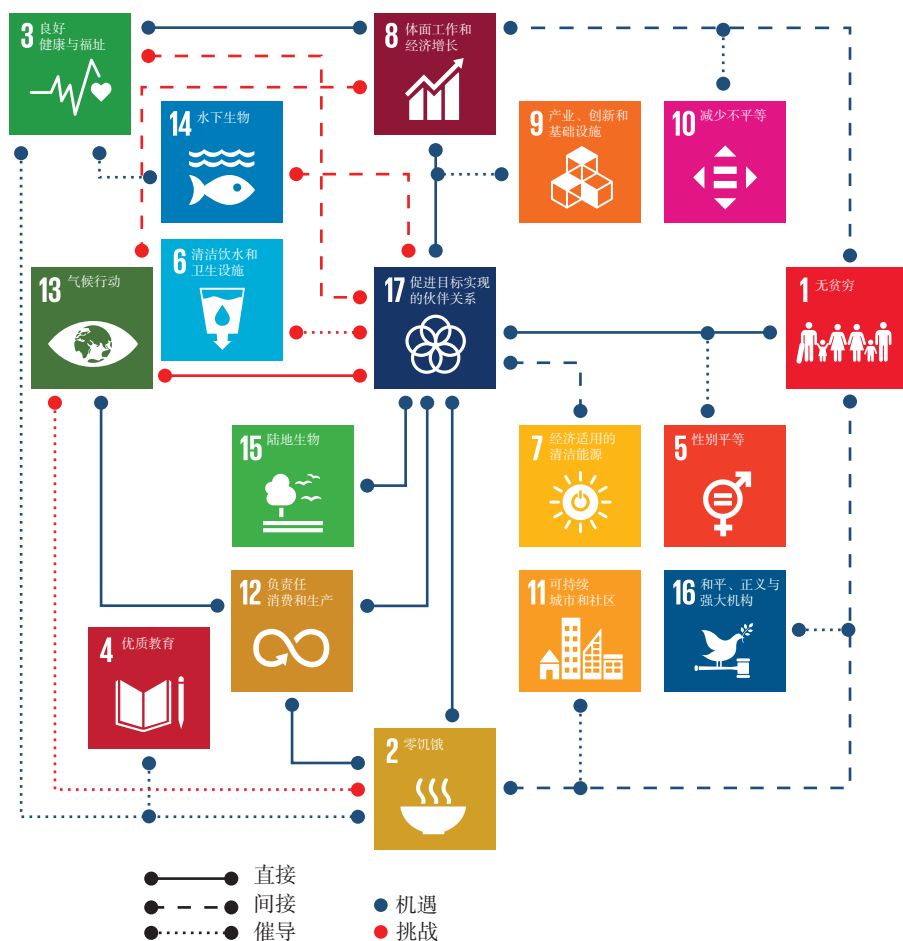 3 良好
健康与福址
8 体面工作和
经济增长
14 水下生物
9 产业、创新和
基础设施
10 减少不平等
6 清洁饮水和
卫生设施
13 气候行动
17 促进目标实现
的伙伴关系
1 无贫穷
15 陆地生物
7 经济适用的
清洁能源
5 性别平等
12 负责任
消费和生产
11 可持续
城市和社区
16 和平、正义与
强大机构
4 优质教育
2 零饥饿
直接
间接
催导
机遇
挑战